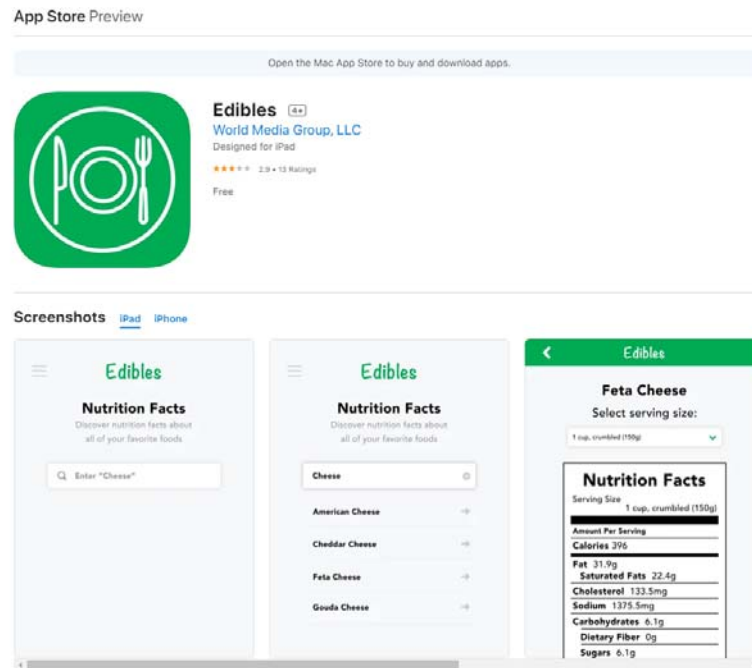 App Store Preview
Open the Mac App Store to buy and download apps.
Edibles 4+
World Media Group, LLC
Designed for iPad
★★★★★ 2.9 • 13 Ratings
Free
Screenshots iPad iPhone
Edibles
Nutrition Facts
Discover nutrition facts about
all of your favorite foods
Enter "Cheese"
Edibles
Nutrition Facts
Discover nutrition facts about
all of your favorite foods
Cheese
American Cheese
Cheddar Cheese
Feta Cheese
Gouda Cheese
Edibles
Feta Cheese
Select serving size:
1 cup, crumbled (150g)
Nutrition Facts
Serving Size
1 cup, crumbled (150g)
Amount Per Serving
Calories 396
Fat 31.9g
Saturated Fats 22.4g
Cholesterol 133.5mg
Sodium 1375.5mg
Carbohydrates 6.1g
Dietary Fiber 0g
Sugars 6.1g